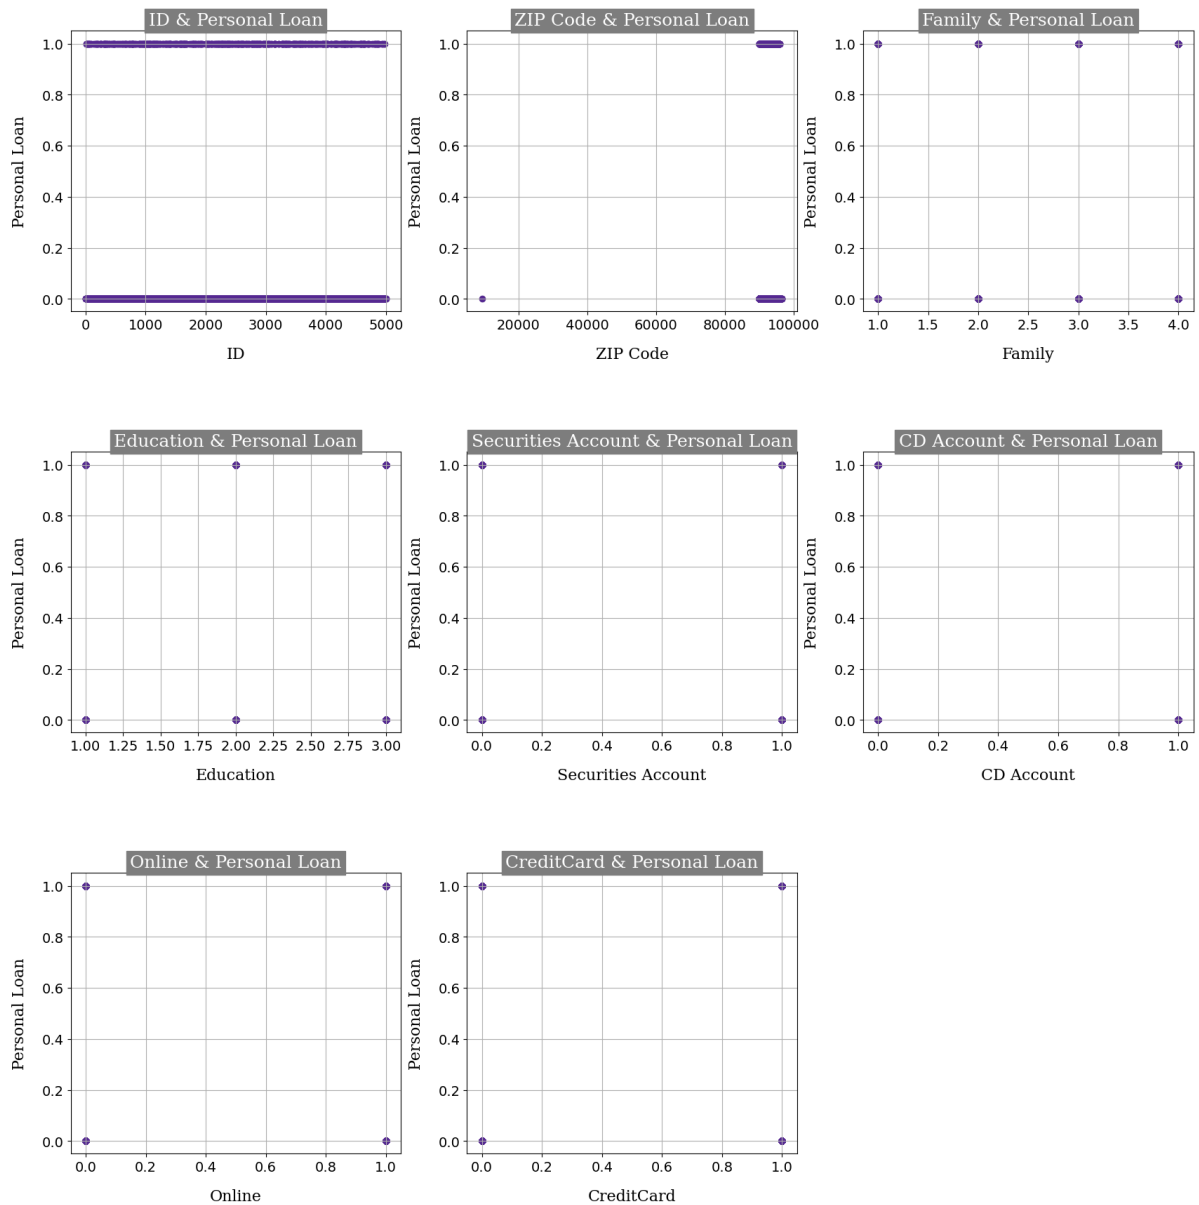 ID & Personal Loan
Personal Loan
1.0
0.8
0.6
0.4
0.2
0.0
0 1000 2000 3000 4000 5000
ID
ZIP Code & Personal Loan
Personal Loan
1.0
0.8
0.6
0.4
0.2
0.0
20000 40000 60000 80000 100000
ZIP Code
Family & Personal Loan
Personal Loan
1.0
0.8
0.6
0.4
0.2
0.0
1.0 1.5 2.0 2.5 3.0 3.5 4.0
Family
Education & Personal Loan
Personal Loan
1.0
0.8
0.6
0.4
0.2
0.0
1.00 1.25 1.50 1.75 2.00 2.25 2.50 2.75 3.00
Education
Securities Account & Personal Loan
Personal Loan
1.0
0.8
0.6
0.4
0.2
0.0
0.0 0.2 0.4 0.6 0.8 1.0
Securities Account
CD Account & Personal Loan
Personal Loan
1.0
0.8
0.6
0.4
0.2
0.0
0.0 0.2 0.4 0.6 0.8 1.0
CD Account
Online & Personal Loan
Personal Loan
1.0
0.8
0.6
0.4
0.2
0.0
0.0 0.2 0.4 0.6 0.8 1.0
Online
CreditCard & Personal Loan
Personal Loan
1.0
0.8
0.6
0.4
0.2
0.0
0.0 0.2 0.4 0.6 0.8 1.0
CreditCard